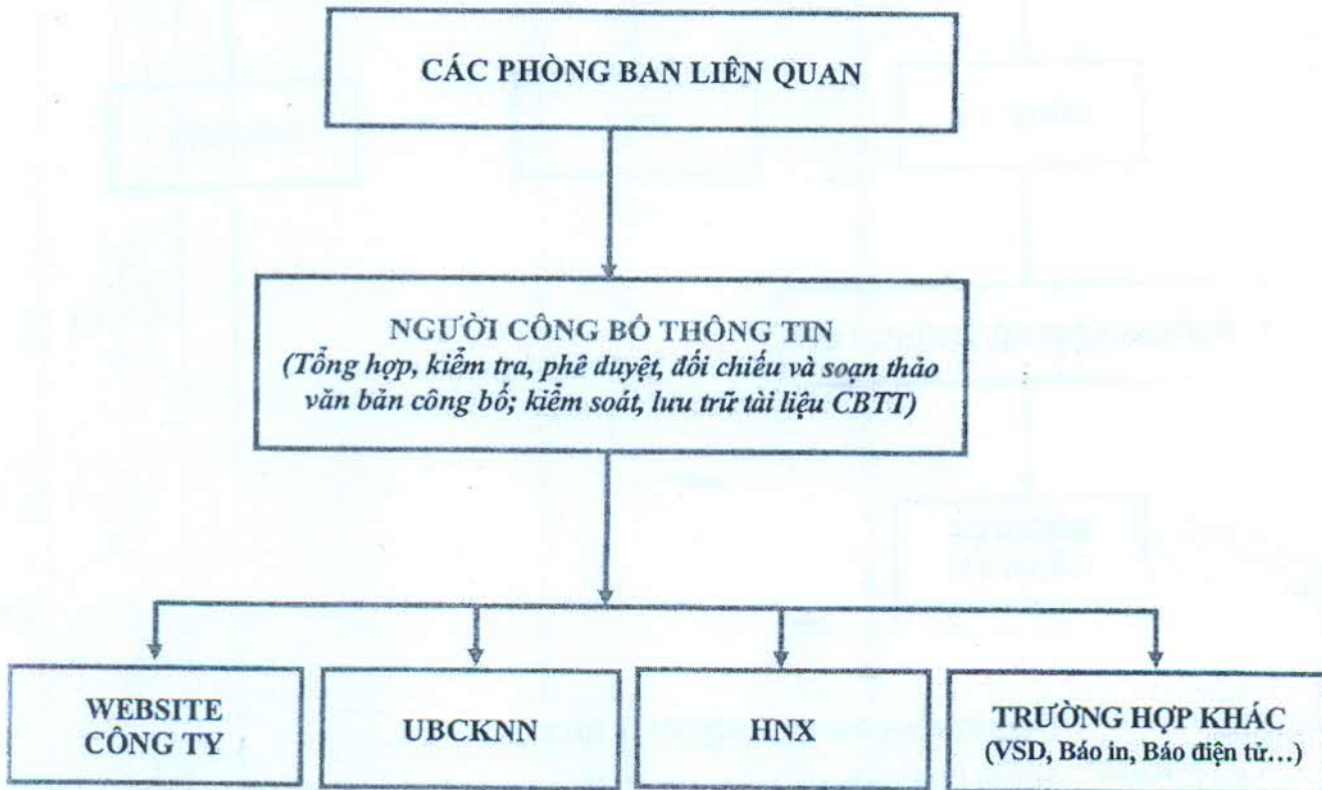 CÁC PHÒNG BAN LIÊN QUAN
NGƯỜI CÔNG BỐ THÔNG TIN
(Tổng hợp, kiểm tra, phê duyệt, đối chiếu và soạn thảo
văn bản công bố; kiểm soát, lưu trữ tài liệu CBTT)
WEBSITE
CÔNG TY
UBCKNN
HNX
TRƯỜNG HỢP KHÁC
(VSD, Báo in, Báo điện tử...)